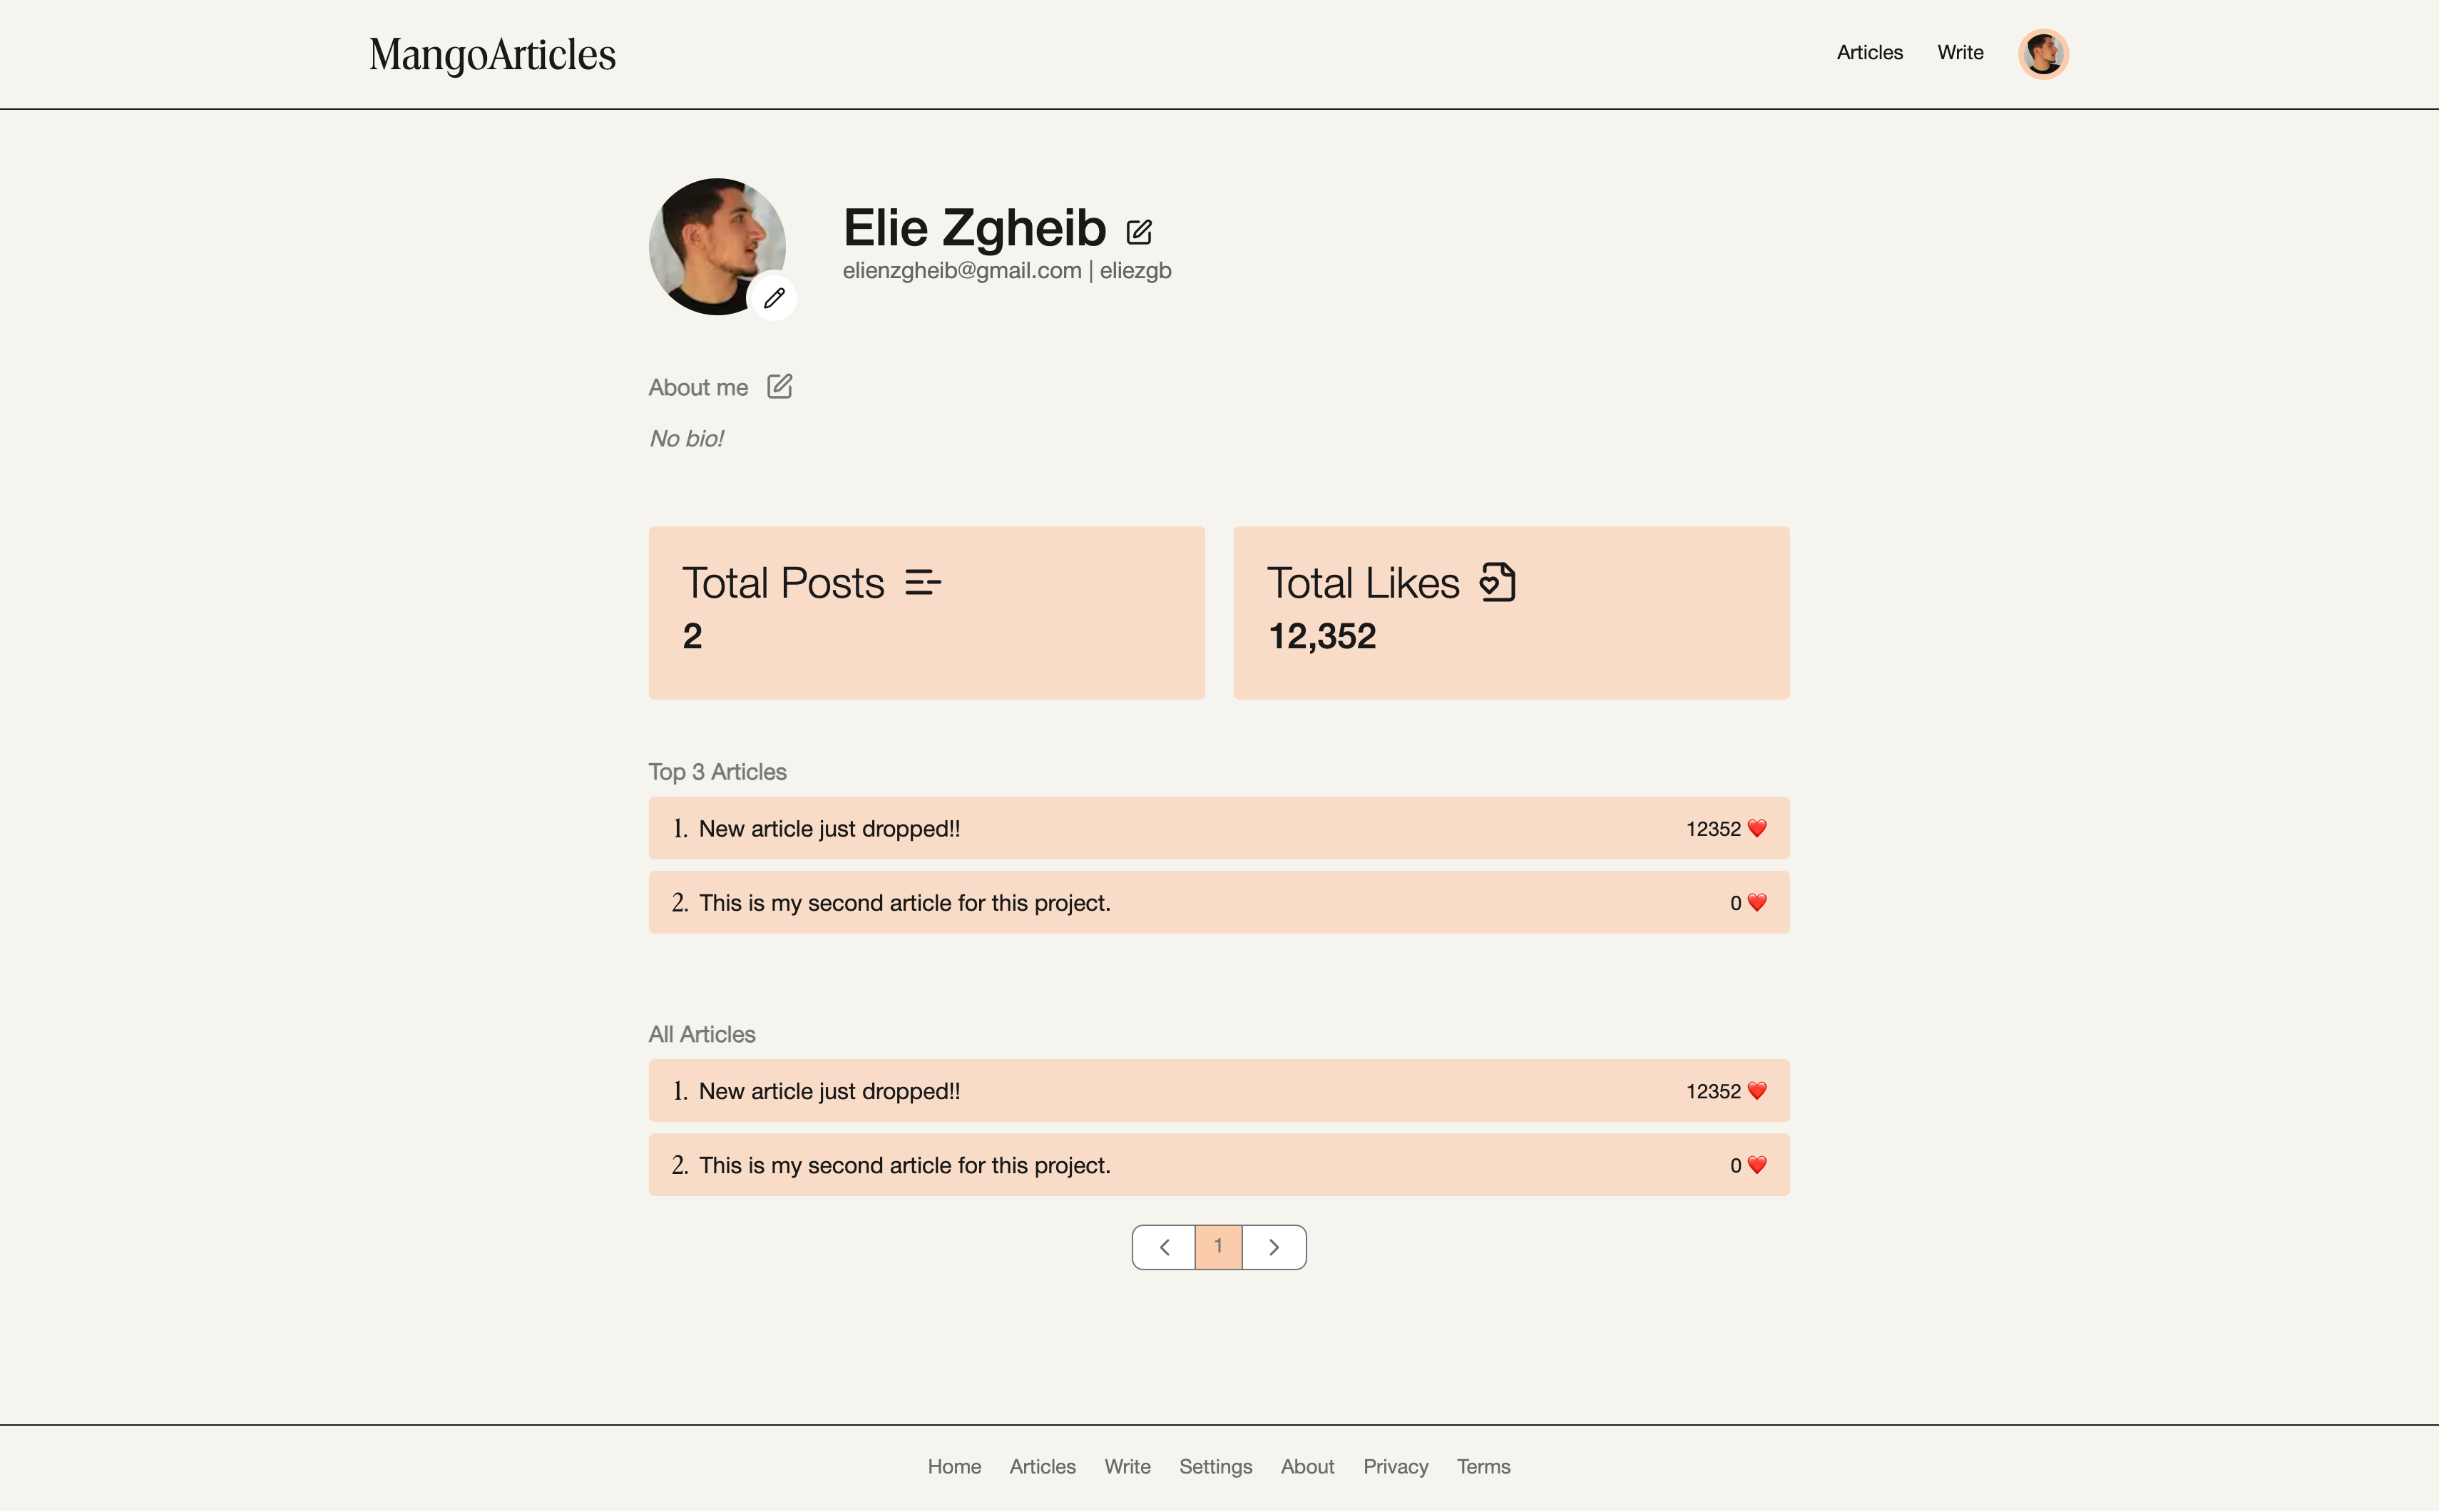 MangoArticles
Articles Write
Elie Zgheib
elienzgheib@gmail.com | eliezgb
About me
No bio!
Total Posts
2
Total Likes
12,352
Top 3 Articles
1. New article just dropped!! 12352 ❤️
2. This is my second article for this project. 0 ❤️
All Articles
1. New article just dropped!! 12352 ❤️
2. This is my second article for this project. 0 ❤️
1
Home Articles Write Settings About Privacy Terms